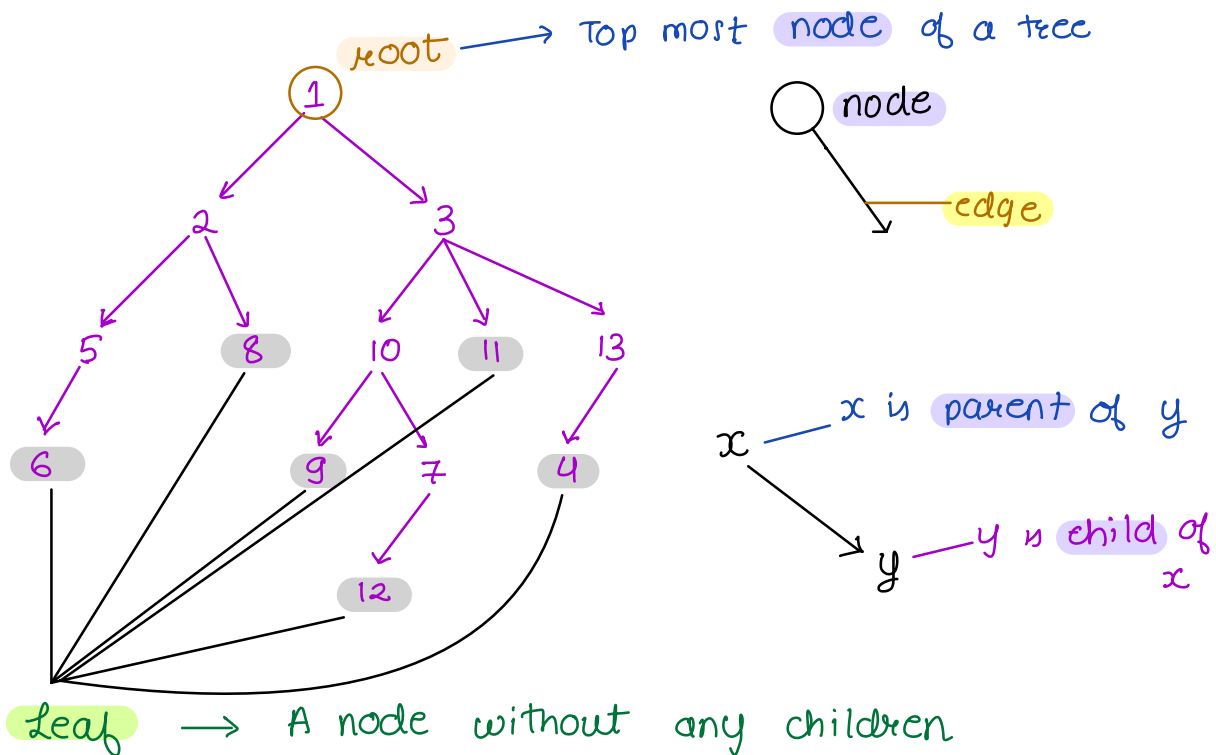 root → Top most node of a tree
1
node
2 3
edge
5 8 10 11 13
x is parent of y
x
6 9 7 4
y is child of
y
x
12
Leaf → A node without any children